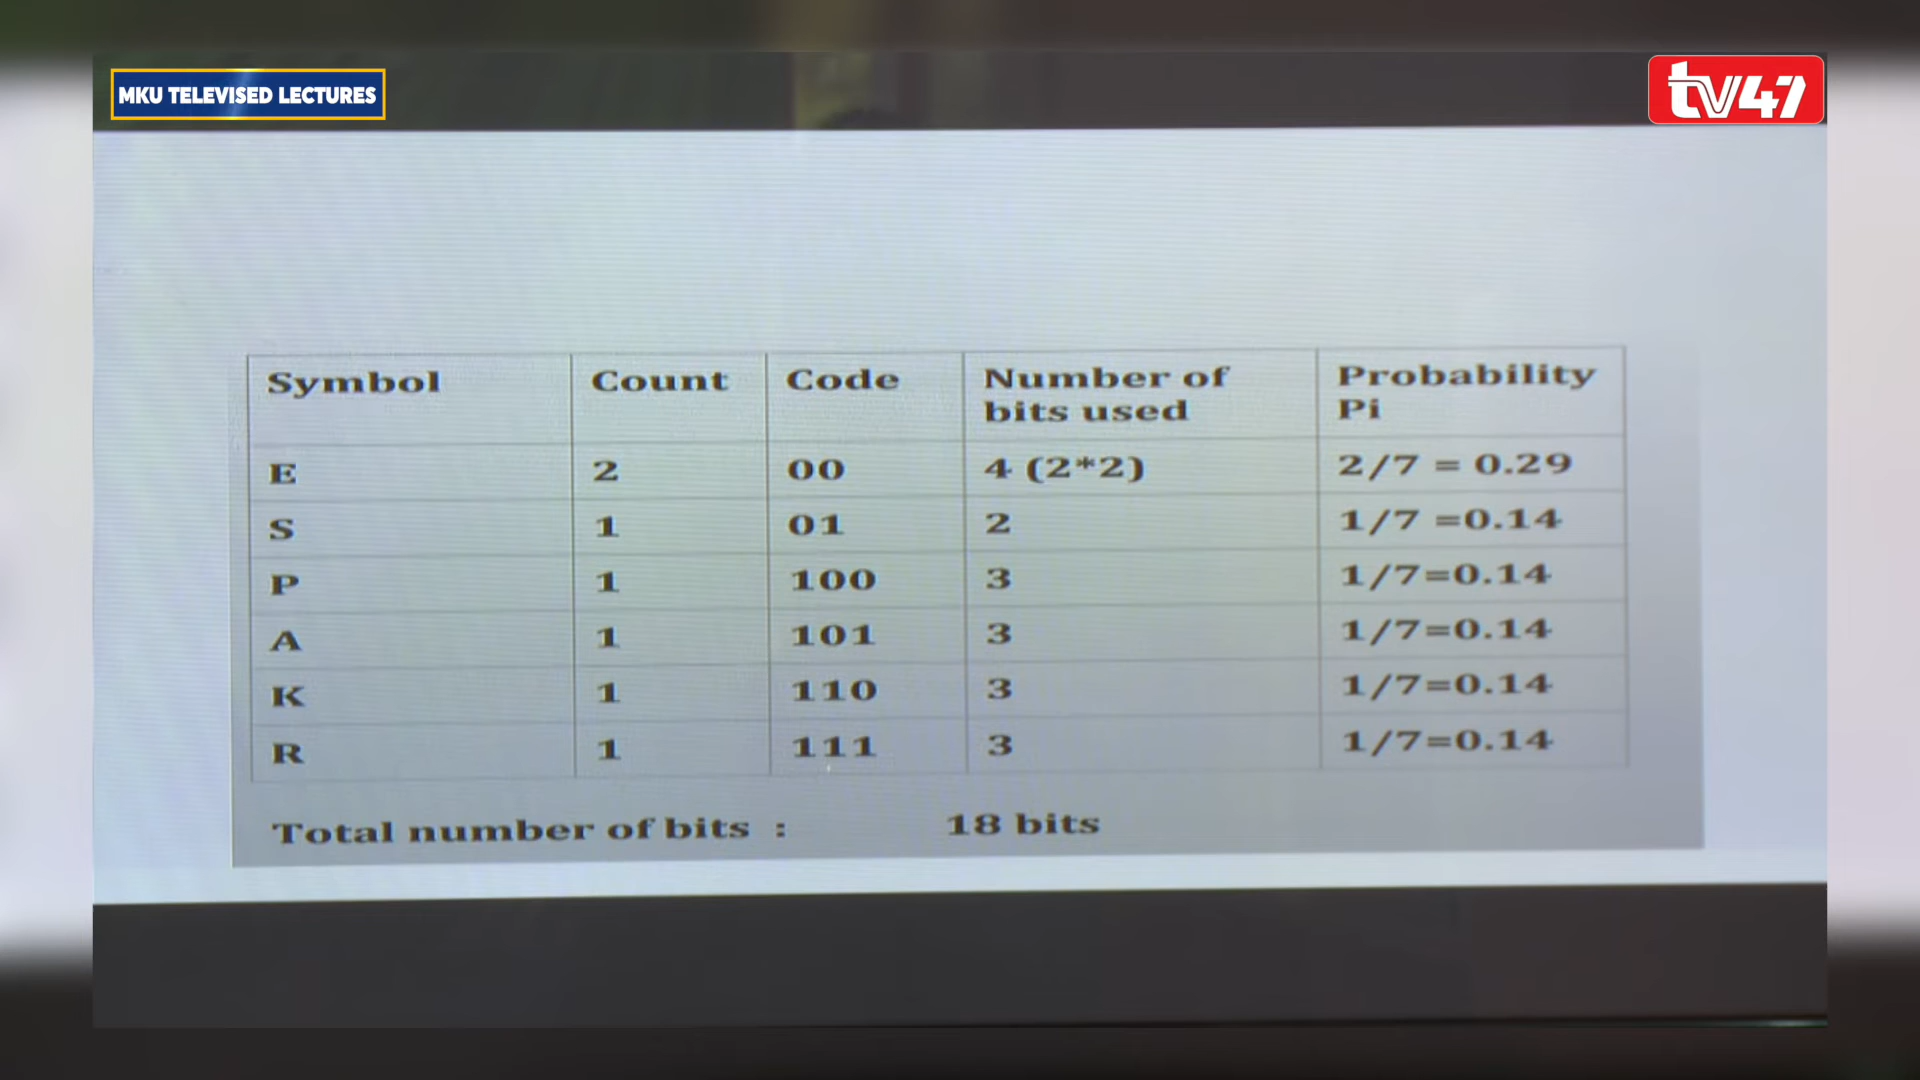 MKU TELEVISED LECTURES
tv47
Symbol Count Code Number of bits used Probability Pi
E 2 00 4 (2*2) 2/7 = 0.29
S 1 01 2 1/7 =0.14
P 1 100 3 1/7=0.14
A 1 101 3 1/7=0.14
K 1 110 3 1/7=0.14
R 1 111 3 1/7=0.14
Total number of bits : 18 bits